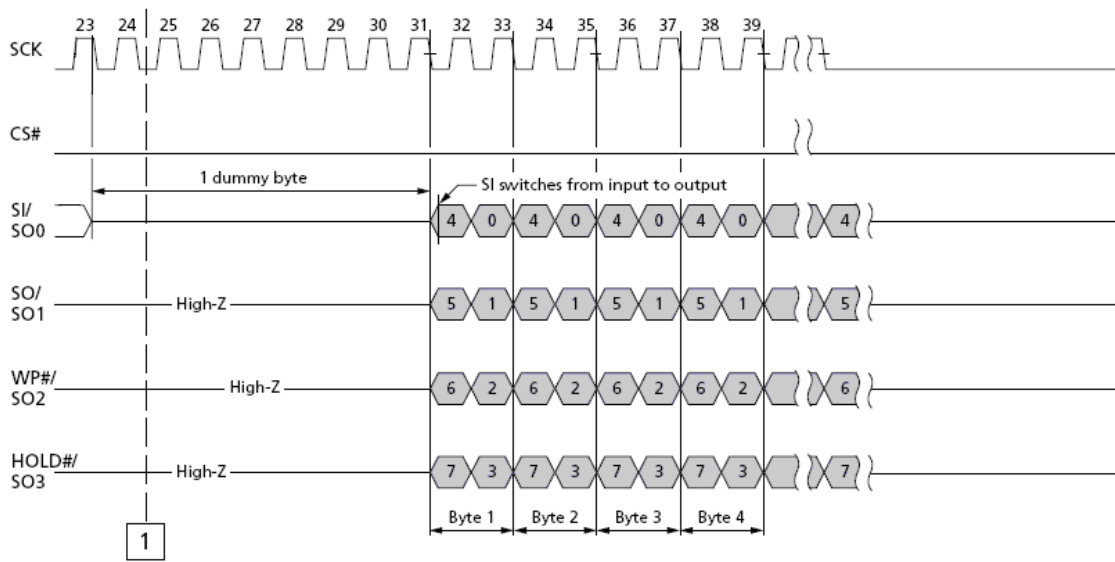 23 24 25 26 27 28 29 30 31 32 33 34 35 36 37 38 39
SCK
CS#
1 dummy byte
SI switches from input to output
SI/
SO0
4 0 4 0 4 0 4 0 4
SO/
SO1
High-Z
5 1 5 1 5 1 5 1 5
WP#/
SO2
High-Z
6 2 6 2 6 2 6 2 6
HOLD#/
SO3
High-Z
7 3 7 3 7 3 7 3 7
Byte 1 Byte 2 Byte 3 Byte 4
1